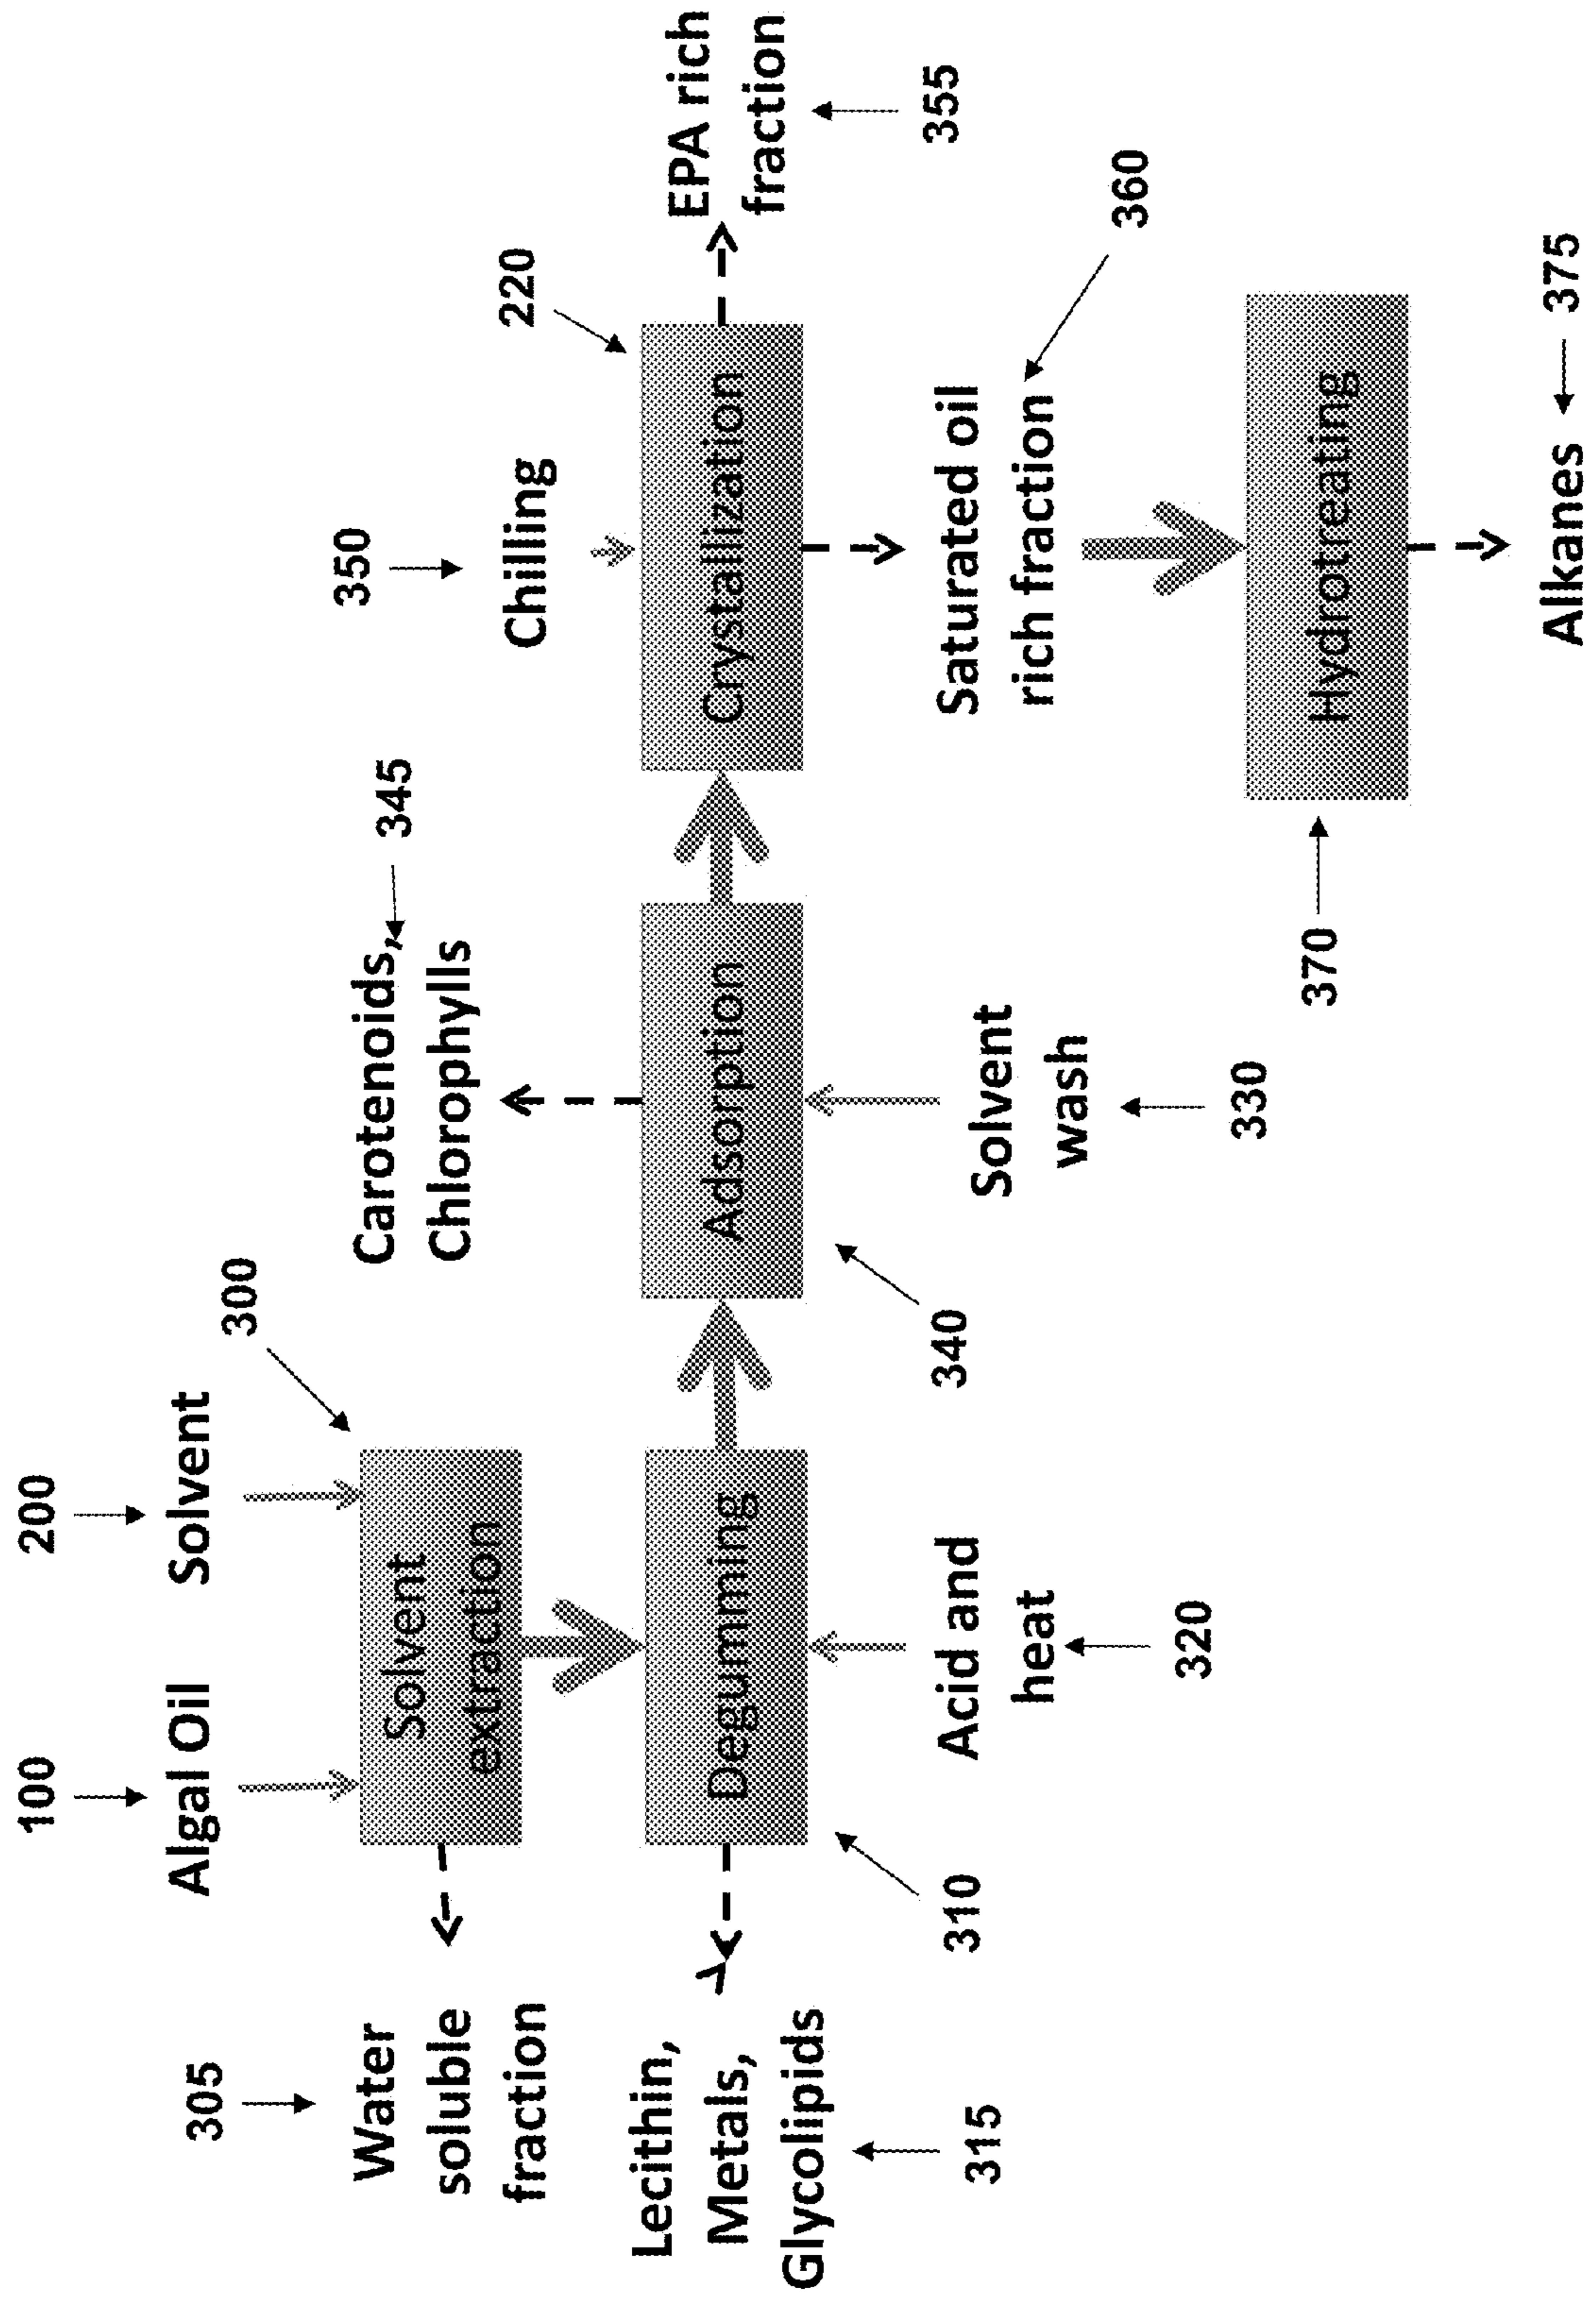 100
200
Algal Oil
Solvent
300
305
Water
soluble
fraction
Solvent
extraction
345
Carotenoids,
Chlorophylls
350
Chilling
220
Lecithin,
Metals,
Glycolipids
315
Degumming
310
Acid and
heat
320
Adsorption
340
Solvent
wash
330
Crystallization
EPA rich
fraction
355
Saturated oil
rich fraction
360
370
Hydrotreating
Alkanes
375